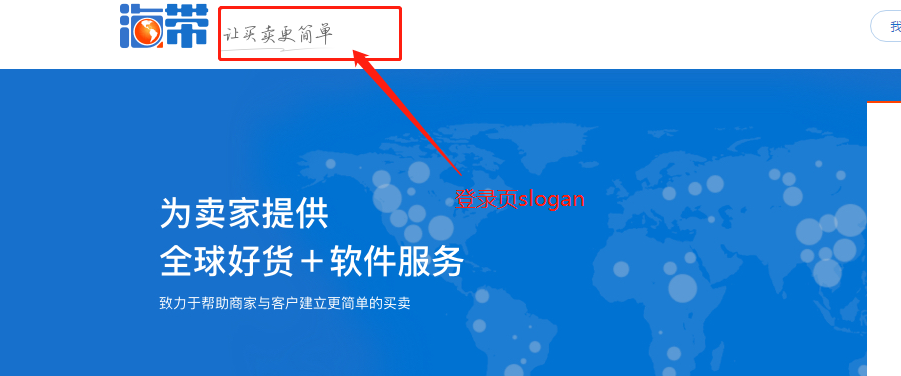 海带
让买卖更简单
我
登录页slogan
为卖家提供
全球好货＋软件服务
致力于帮助商家与客户建立更简单的买卖